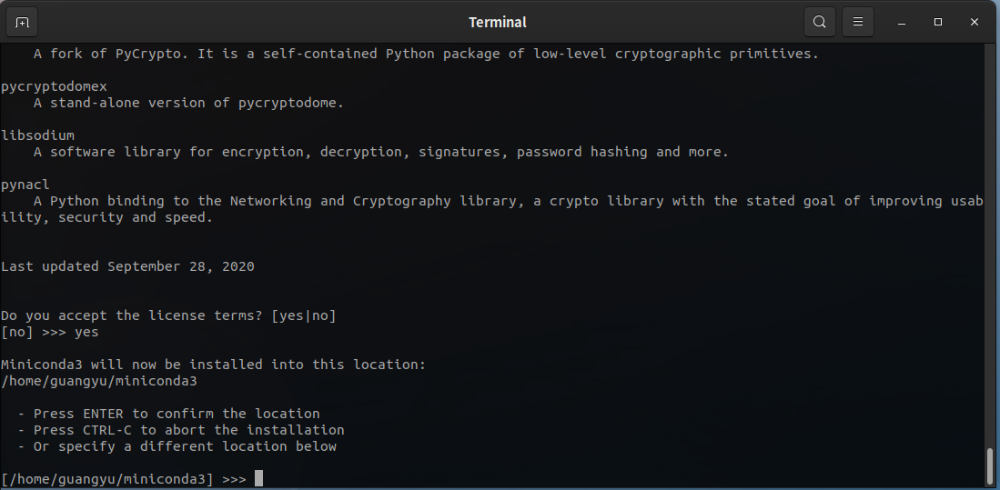 Terminal
A fork of PyCrypto. It is a self-contained Python package of low-level cryptographic primitives.
pycryptodomex
A stand-alone version of pycryptodome.
libsodium
A software library for encryption, decryption, signatures, password hashing and more.
pynacl
A Python binding to the Networking and Cryptography library, a crypto library with the stated goal of improving usab
ility, security and speed.
Last updated September 28, 2020
Do you accept the license terms? [yes|no]
[no] >>> yes
Miniconda3 will now be installed into this location:
/home/guangyu/miniconda3
- Press ENTER to confirm the location
- Press CTRL-C to abort the installation
- Or specify a different location below
[/home/guangyu/miniconda3] >>>